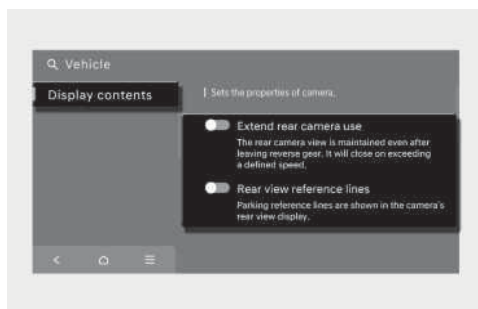 Vehicle
Display contents
Sets the properties of camera.
Extend rear camera use
The rear camera view is maintained even after
leaving reverse gear. It will close on exceeding
a defined speed.
Rear view reference lines
Parking reference lines are shown in the camera's
rear view display.